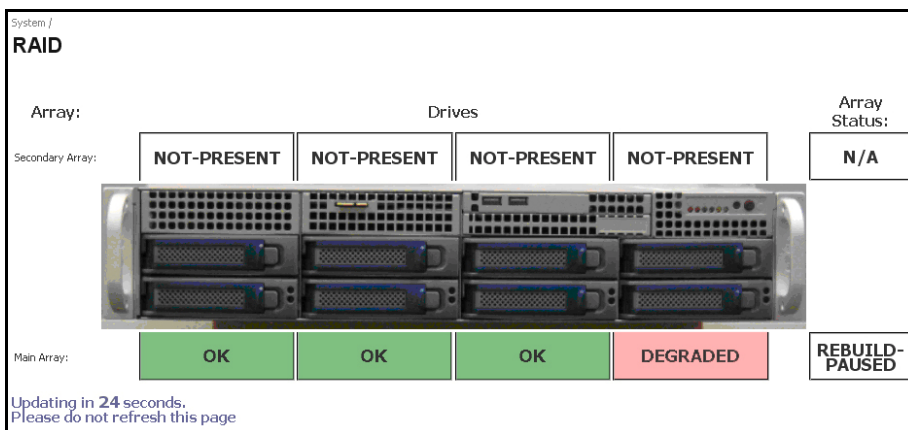 System /
RAID
Array:
Drives
Array
Status:
Secondary Array:
NOT-PRESENT
NOT-PRESENT
NOT-PRESENT
NOT-PRESENT
N/A
Main Array:
OK
OK
OK
DEGRADED
REBUILD-
PAUSED
Updating in 24 seconds.
Please do not refresh this page